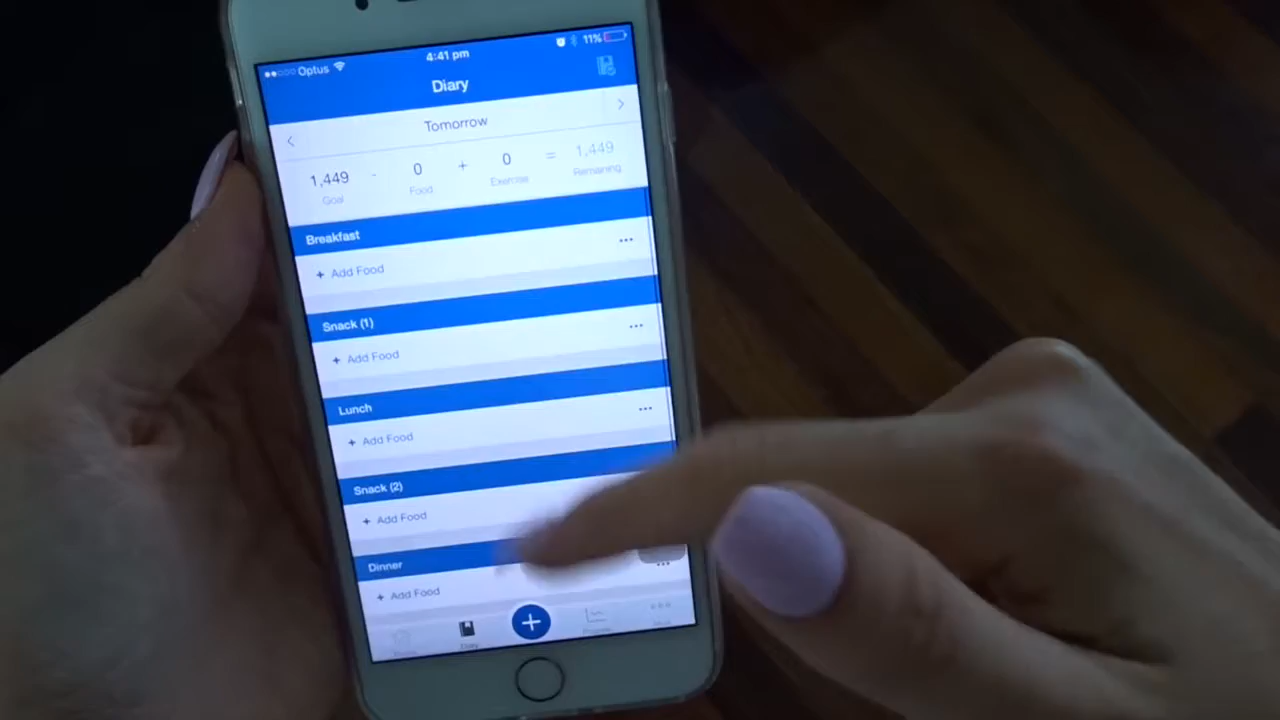 Optus 4:41 pm 11%
Diary
Tomorrow
1,449 - 0 + 0 = 1,449
Goal Food Exercise Remaining
Breakfast
+ Add Food
Snack (1)
+ Add Food
Lunch
+ Add Food
Snack (2)
+ Add Food
Dinner
+ Add Food
Diary